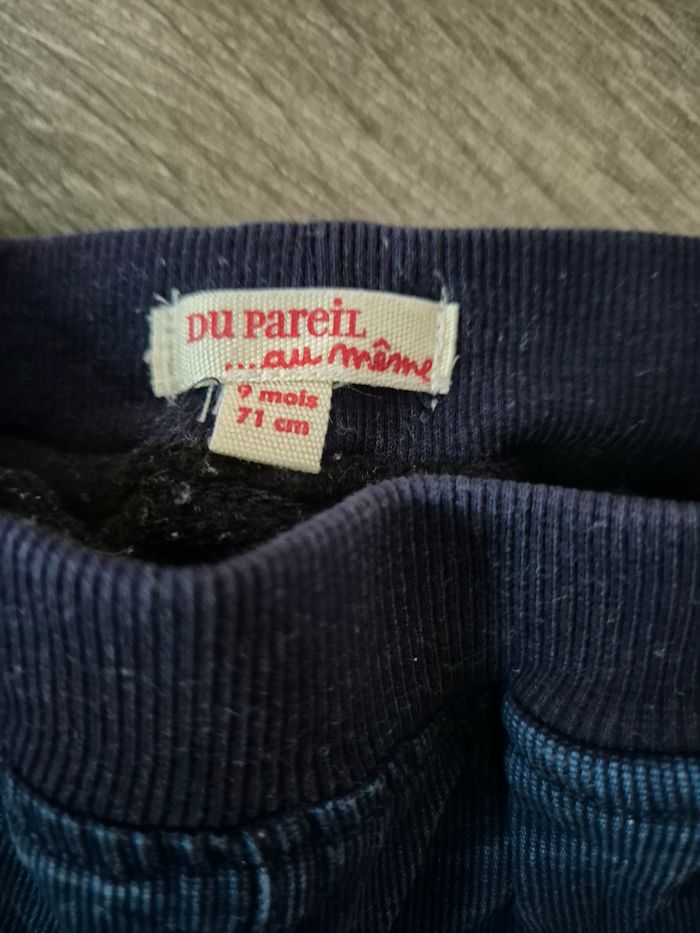 DU PAREIL
...au même
9 mois
71 cm